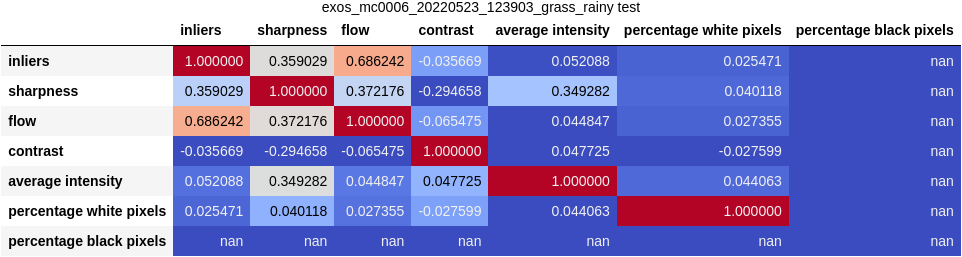 exos_mc0006_20220523_123903_grass_rainy test
inliers sharpness flow contrast average intensity percentage white pixels percentage black pixels
inliers 1.000000 0.359029 0.686242 -0.035669 0.052088 0.025471 nan
sharpness 0.359029 1.000000 0.372176 -0.294658 0.349282 0.040118 nan
flow 0.686242 0.372176 1.000000 -0.065475 0.044847 0.027355 nan
contrast -0.035669 -0.294658 -0.065475 1.000000 0.047725 -0.027599 nan
average intensity 0.052088 0.349282 0.044847 0.047725 1.000000 0.044063 nan
percentage white pixels 0.025471 0.040118 0.027355 -0.027599 0.044063 1.000000 nan
percentage black pixels nan nan nan nan nan nan nan